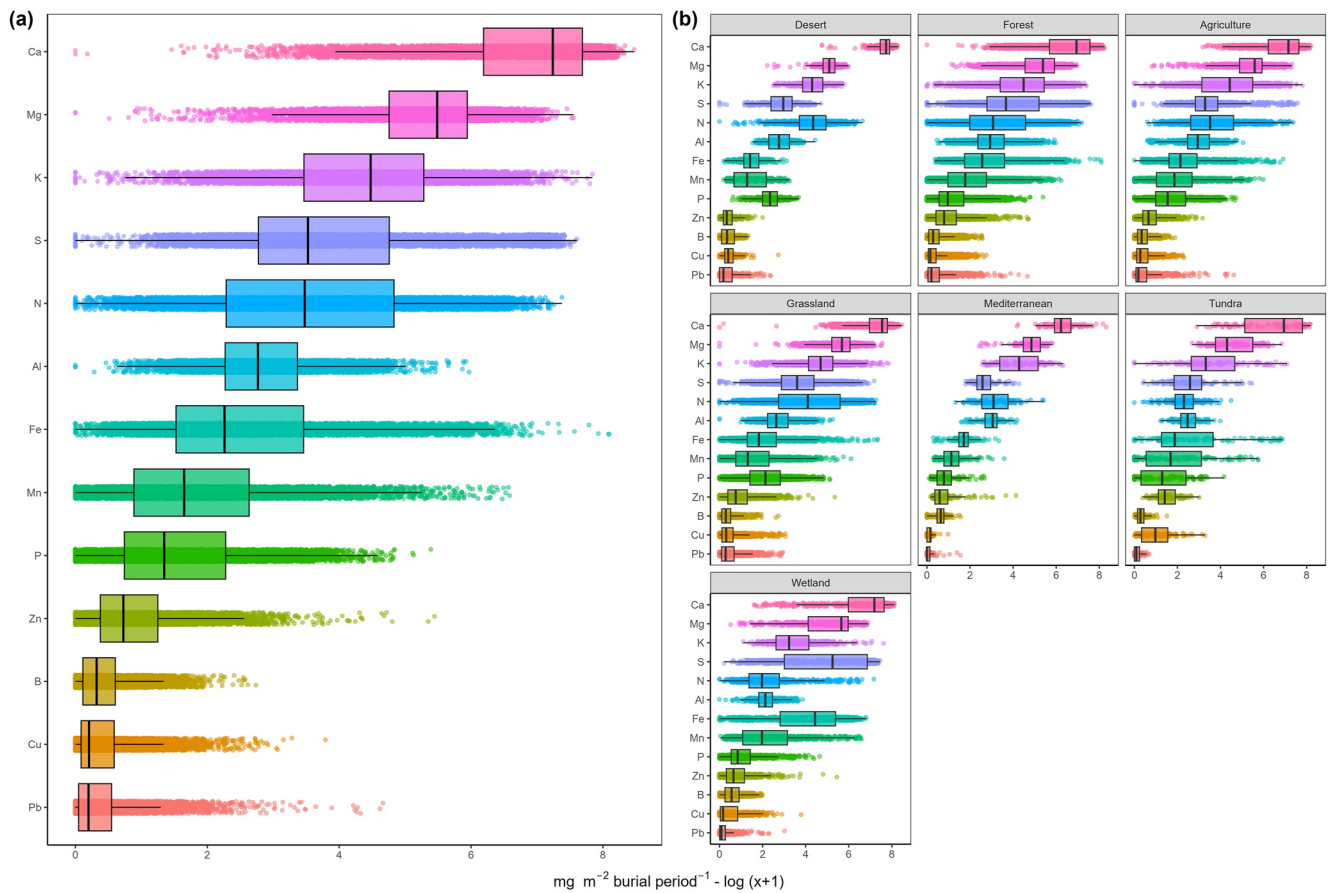 (a)
Ca
Mg
K
S
N
Al
Fe
Mn
P
Zn
B
Cu
Pb
0 2 4 6 8
(b)
Desert Forest Agriculture
Ca
Mg
K
S
N
Al
Fe
Mn
P
Zn
B
Cu
Pb
Grassland Mediterranean Tundra
Ca
Mg
K
S
N
Al
Fe
Mn
P
Zn
B
Cu
Pb
0 2 4 6 8 0 2 4 6 8
Wetland
Ca
Mg
K
S
N
Al
Fe
Mn
P
Zn
B
Cu
Pb
0 2 4 6 8
mg m⁻² burial period⁻¹ - log (x+1)